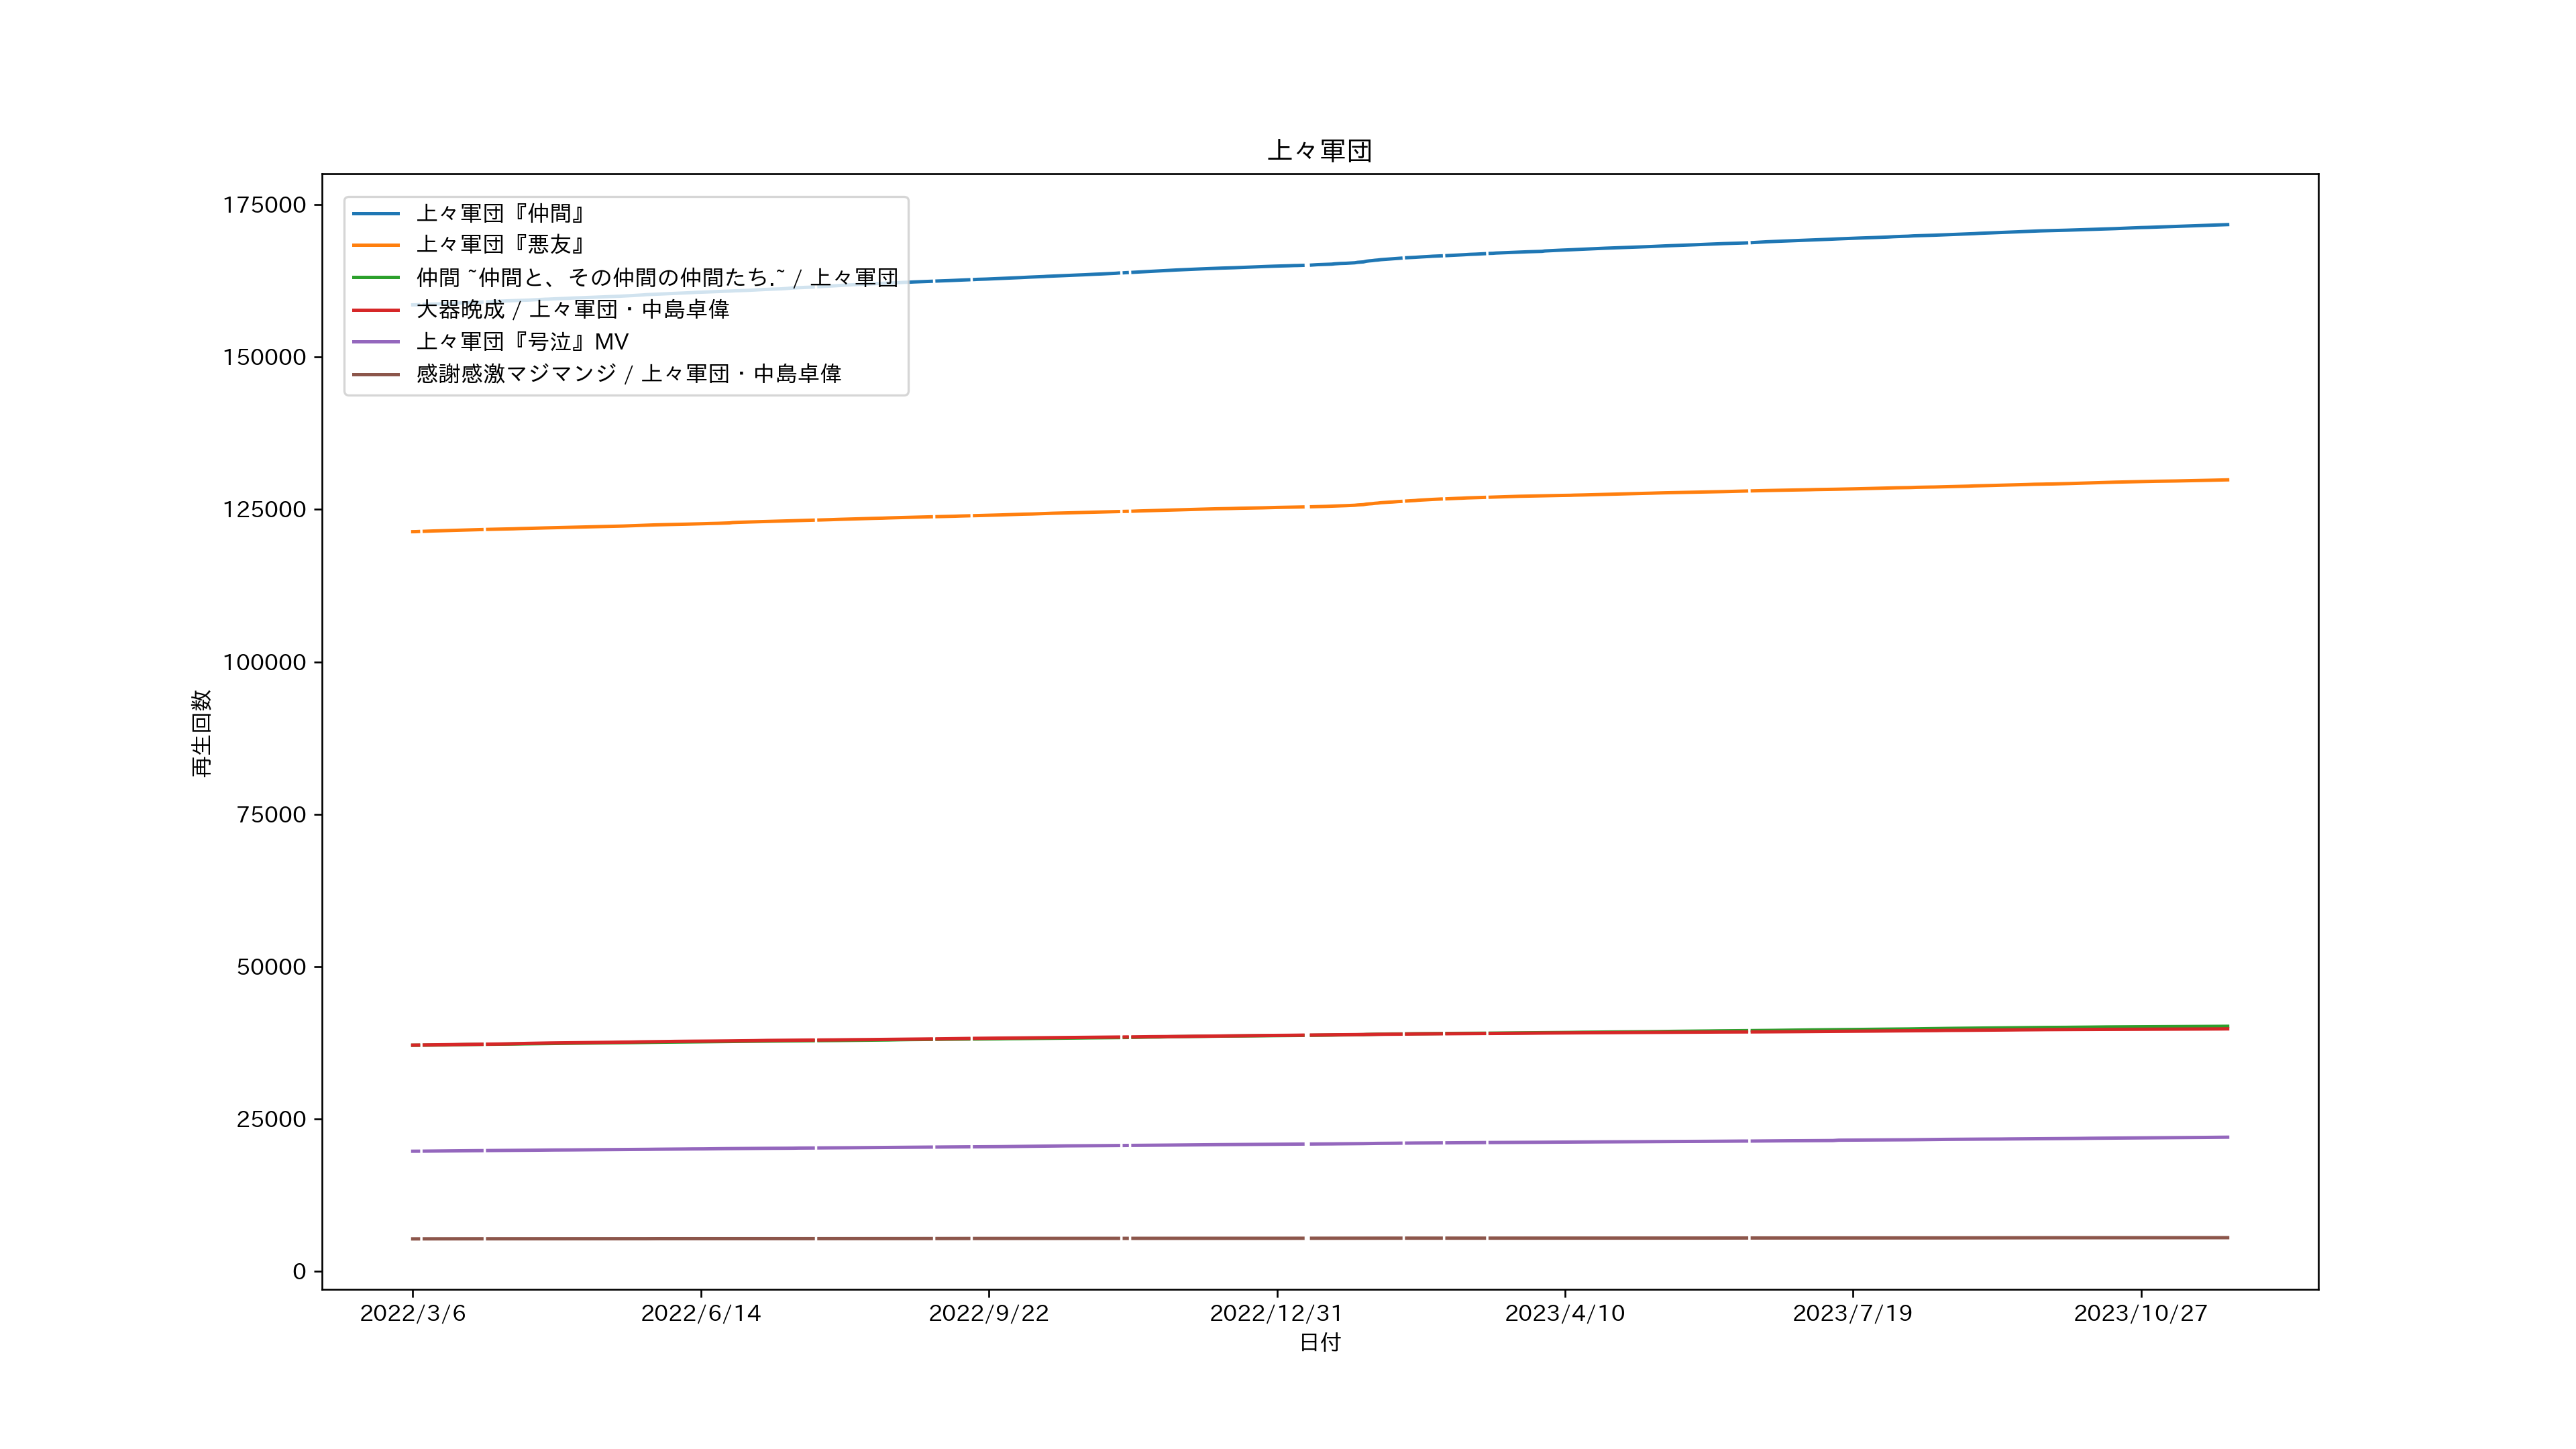 上々軍団
175000
150000
125000
100000
75000
50000
25000
0
再生回数
上々軍団『仲間』
上々軍団『悪友』
仲間 ~仲間と、その仲間の仲間たち.~ / 上々軍団
大器晩成 / 上々軍団・中島卓偉
上々軍団『号泣』MV
感謝感激マジマンジ / 上々軍団・中島卓偉
2022/3/6
2022/6/14
2022/9/22
2022/12/31
2023/4/10
2023/7/19
2023/10/27
日付